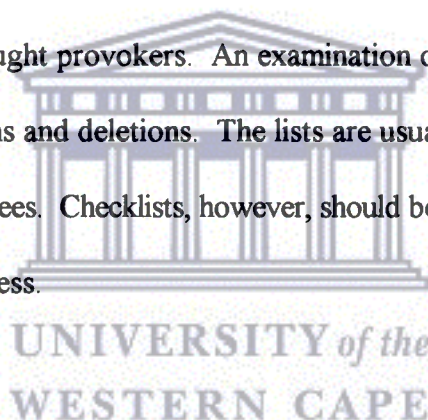 ught provokers. An examination
ns and deletions. The lists are usua
ees. Checklists, however, should be
ess.
UNIVERSITY of the
WESTERN CAPE